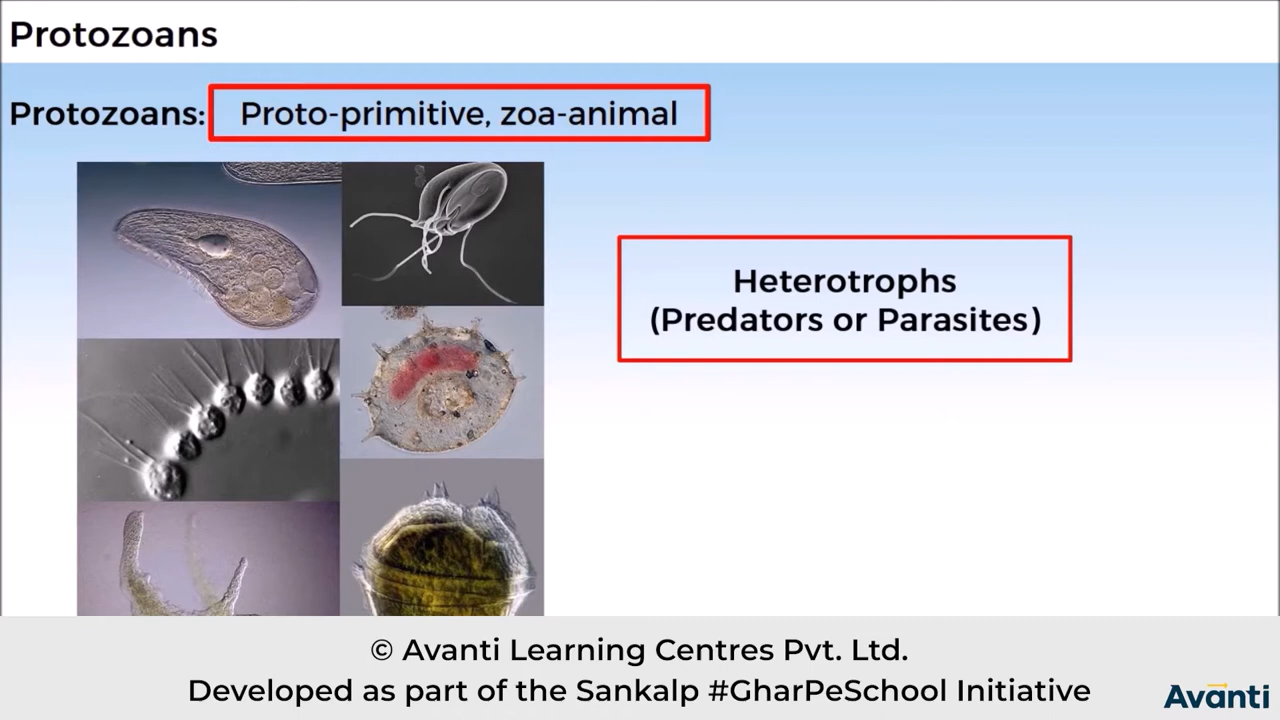 Protozoans
Protozoans: Proto-primitive, zoa-animal
Heterotrophs
(Predators or Parasites)
© Avanti Learning Centres Pvt. Ltd.
Developed as part of the Sankalp #GharPeSchool Initiative
Avanti